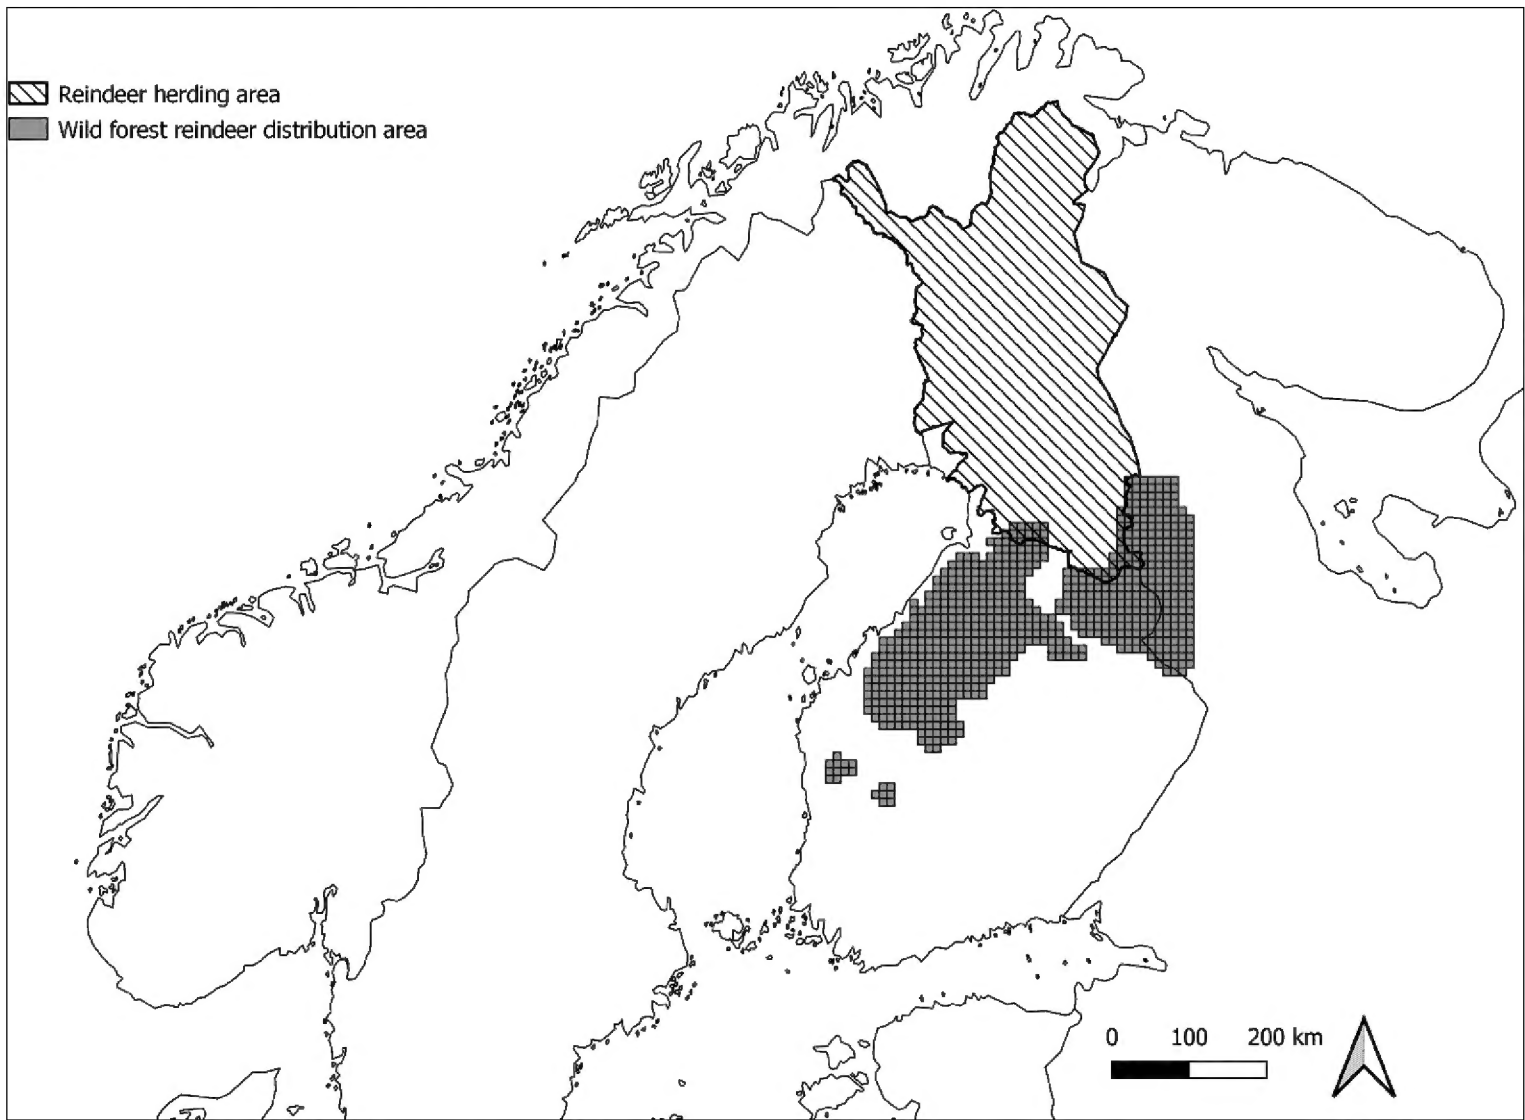 Reindeer herding area
Wild forest reindeer distribution area
0 100 200 km